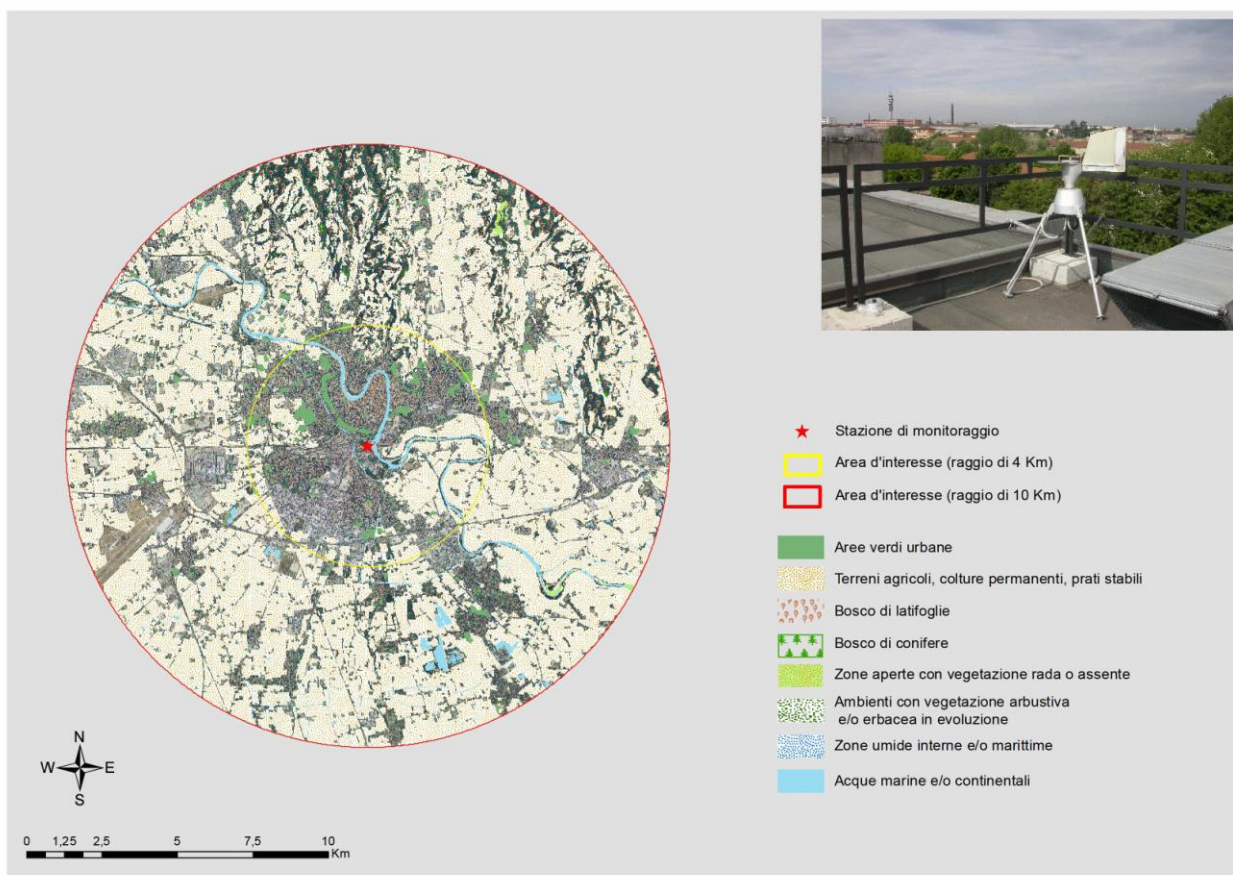 Stazione di monitoraggio
Area d'interesse (raggio di 4 Km)
Area d'interesse (raggio di 10 Km)
Aree verdi urbane
Terreni agricoli, colture permanenti, prati stabili
Bosco di latifoglie
Bosco di conifere
Zone aperte con vegetazione rada o assente
Ambienti con vegetazione arbustiva
e/o erbacea in evoluzione
Zone umide interne e/o marittime
Acque marine e/o continentali
N
W E
S
0 1,25 2,5 5 7,5 10
Km